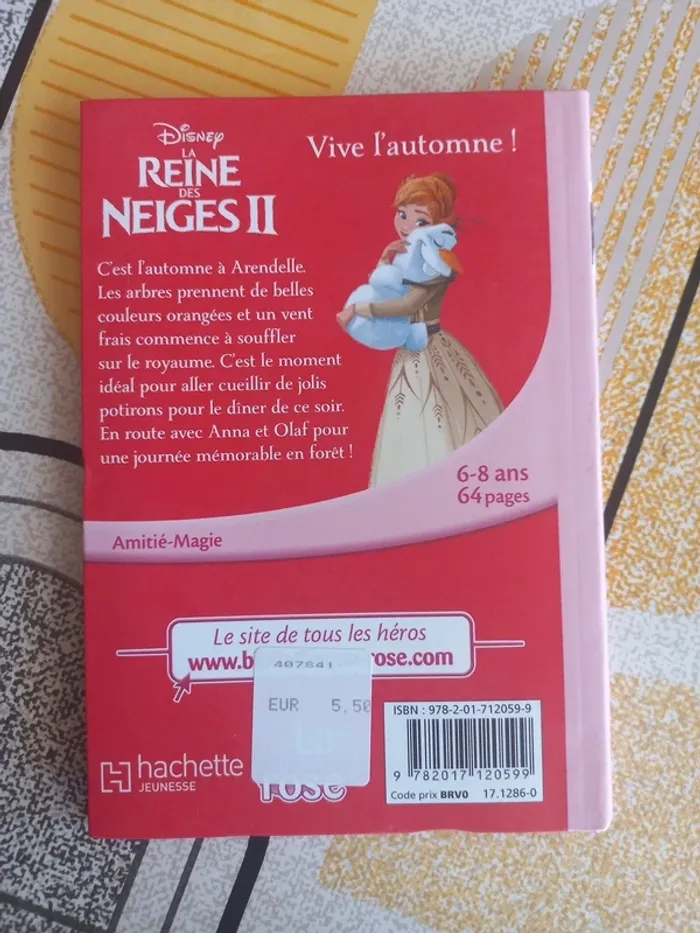 Disney
LA
REINE
DES
NEIGES II
Vive l'automne !
C'est l'automne à Arendelle.
Les arbres prennent de belles
couleurs orangées et un vent
frais commence à souffler
sur le royaume. C'est le moment
idéal pour aller cueillir de jolis
potirons pour le dîner de ce soir.
En route avec Anna et Olaf pour
une journée mémorable en forêt !
6-8 ans
64 pages
Amitié-Magie
Le site de tous les héros
www.b rose.com
407641
EUR 5,50
hachette
JEUNESSE
rose
ISBN : 978-2-01-712059-9
9 782017 120599
Code prix BRV0 17.1286-0